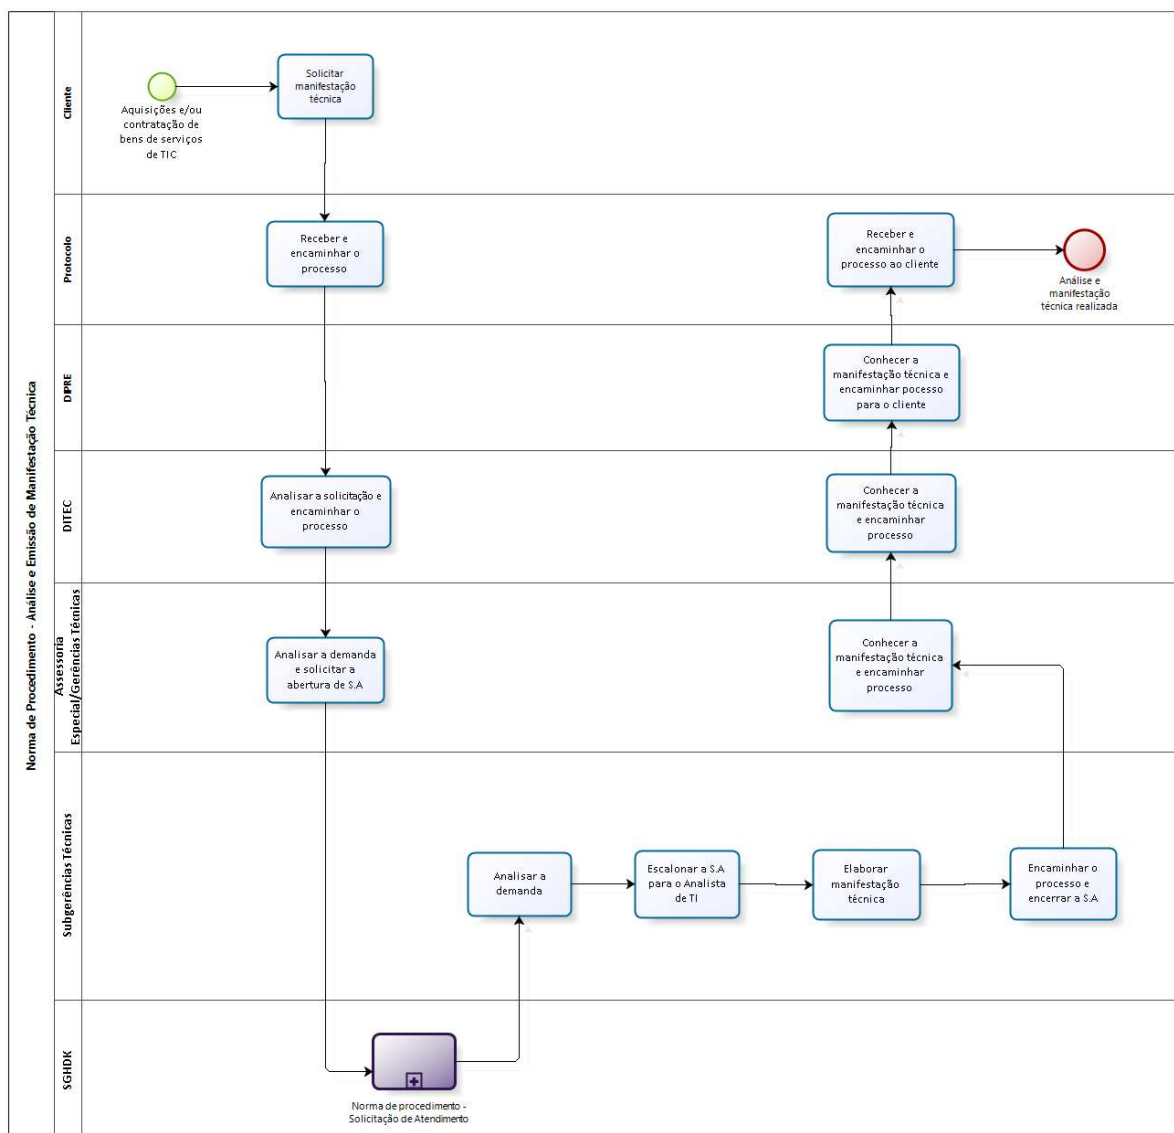 Norma de Procedimento - Análise e Emissão de Manifestação Técnica
Cliente
Aquisições e/ou
contratação de
bens de serviços
de TIC
Solicitar
manifestação
técnica
Protocolo
Receber e
encaminhar o
processo
Receber e
encaminhar o
processo ao cliente
Análise e
manifestação
técnica realizada
DIPRE
Conhecer a
manifestação técnica e
encaminhar pocesso
para o cliente
DITEC
Analisar a solicitação e
encaminhar o
processo
Conhecer a
manifestação técnica
e encaminhar
processo
Assessoria
Especial/Gerências Técnicas
Analisar a demanda
e solicitar a
abertura de S.A
Conhecer a
manifestação técnica
e encaminhar
processo
Subgerências Técnicas
Analisar a
demanda
Escalonar a S.A
para o Analista
de TI
Elaborar
manifestação
técnica
Encaminhar o
processo e
encerrar a S.A
SGHDK
Norma de procedimento -
Solicitação de Atendimento